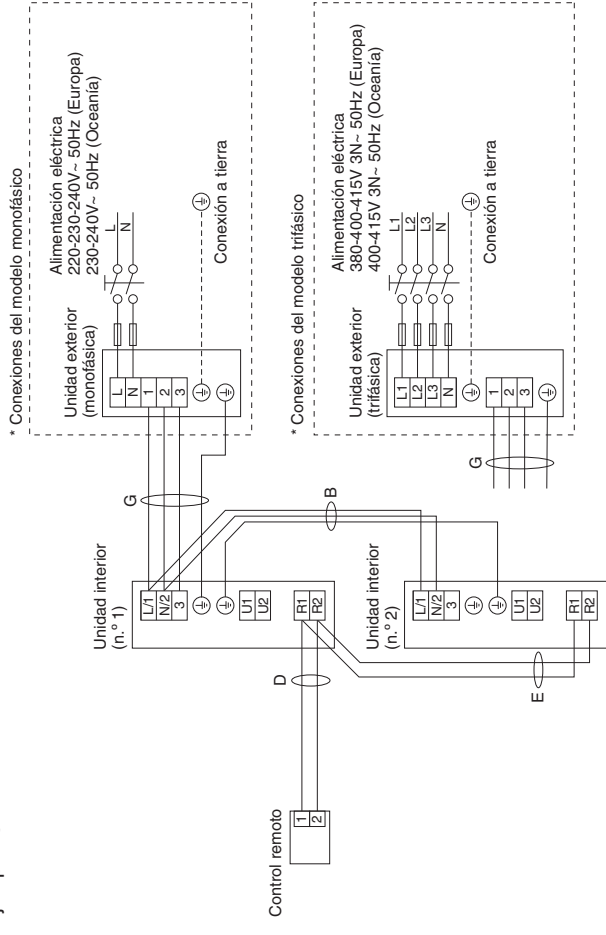 * Conexiones del modelo monofásico
Alimentación eléctrica
220-230-240V~ 50Hz (Europa)
230-240V~ 50Hz (Oceanía)
Unidad exterior
(monofásica)
L
N
L
N
1
2
3
Conexión a tierra
G
Unidad interior
(n.º 1)
L/1
N/2
3
U1
U2
R1
R2
D
Control remoto
1
2
B
* Conexiones del modelo trifásico
Alimentación eléctrica
380-400-415V 3N~ 50Hz (Europa)
400-415V 3N~ 50Hz (Oceanía)
Unidad exterior
(trifásica)
L1
L2
L3
N
L1
L2
L3
N
1
2
3
Conexión a tierra
G
Unidad interior
(n.º 2)
L/1
N/2
3
U1
U2
R1
R2
E